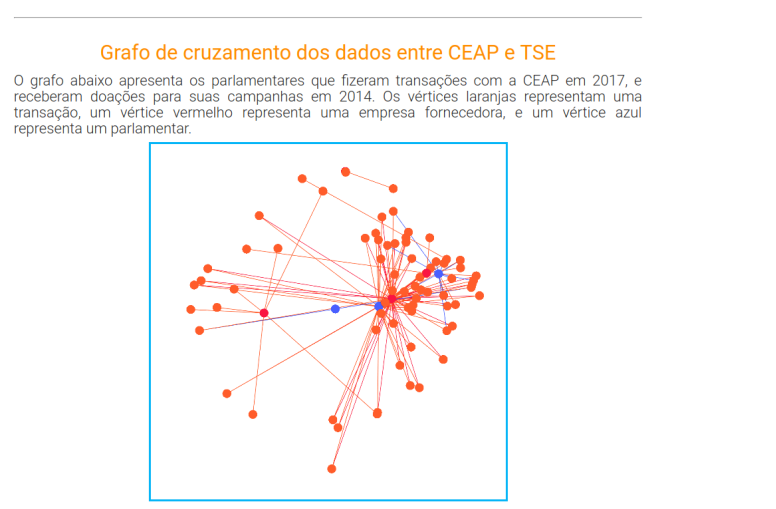 Grafo de cruzamento dos dados entre CEAP e TSE
O grafo abaixo apresenta os parlamentares que fizeram transações com a CEAP em 2017, e
receberam doações para suas campanhas em 2014. Os vértices laranjas representam uma
transação, um vértice vermelho representa uma empresa fornecedora, e um vértice azul
representa um parlamentar.